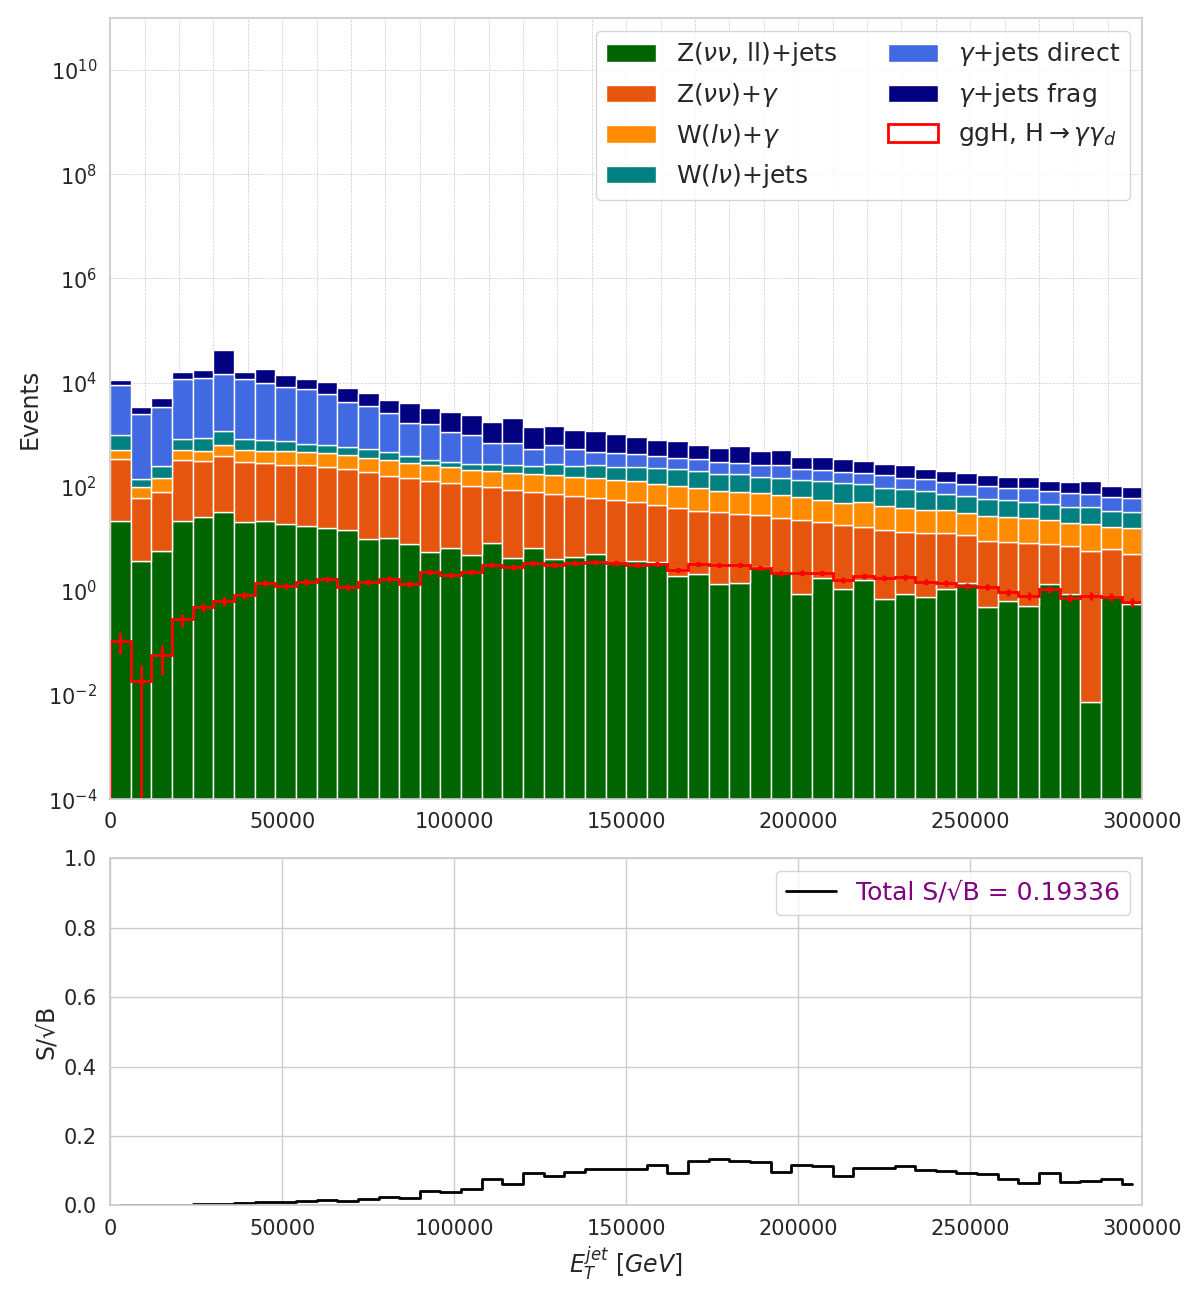 Z(νν, ll)+jets
Z(νν)+γ
W(lν)+γ
W(lν)+jets
γ+jets direct
γ+jets frag
ggH, H→γγ_d
Events
10^10
10^8
10^6
10^4
10^2
10^0
10^−2
10^−4
0 50000 100000 150000 200000 250000 300000
Total S/√B = 0.19336
S/√B
1.0
0.8
0.6
0.4
0.2
0.0
0 50000 100000 150000 200000 250000 300000
E_T^jet [GeV]